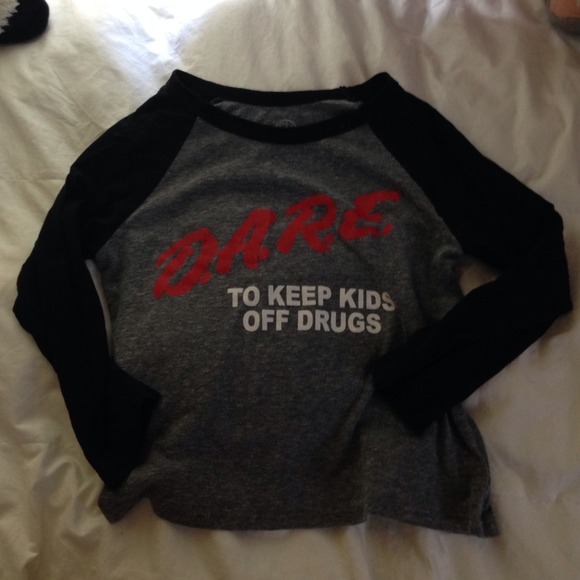 D.A.R.E.
TO KEEP KIDS
OFF DRUGS